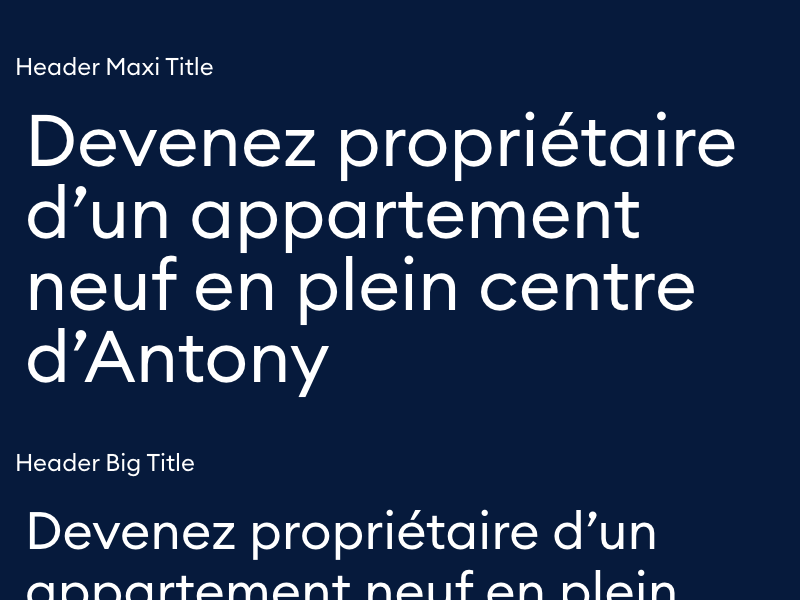 Header Maxi Title
Devenez propriétaire
d’un appartement
neuf en plein centre
d’Antony
Header Big Title
Devenez propriétaire d’un
appartement neuf en plein